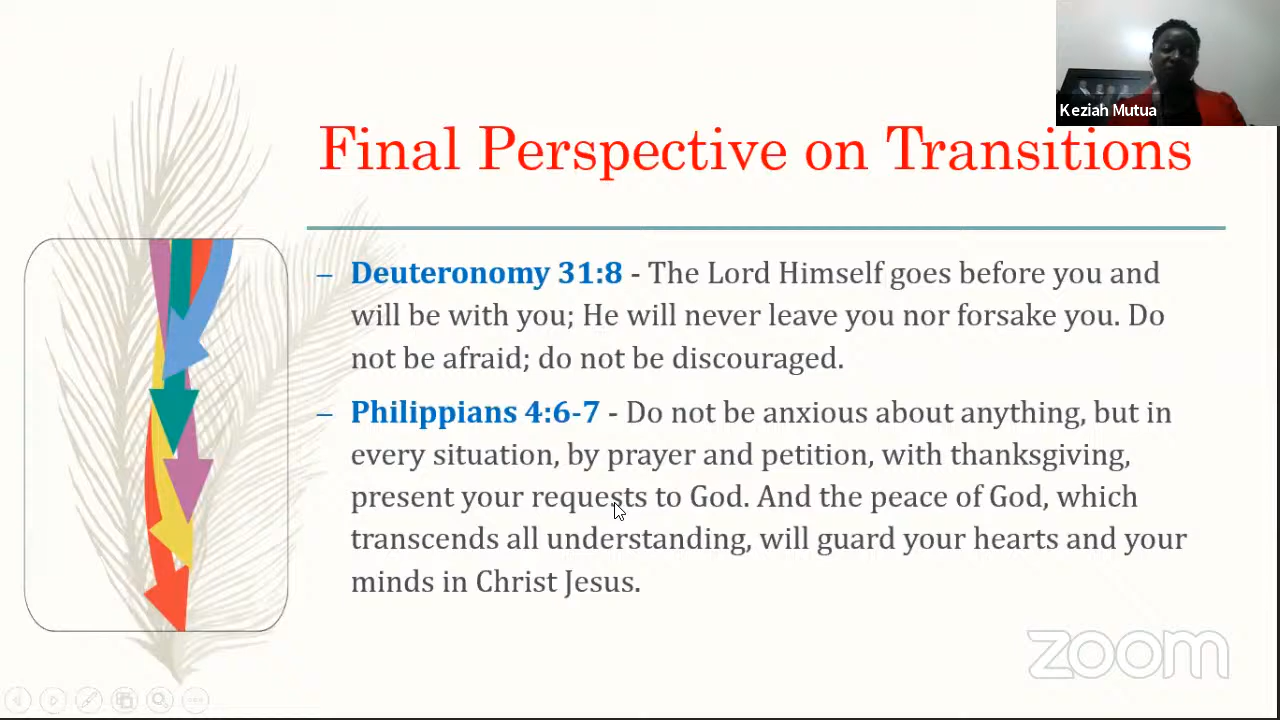 Keziah Mutua
Final Perspective on Transitions
– Deuteronomy 31:8 - The Lord Himself goes before you and
will be with you; He will never leave you nor forsake you. Do
not be afraid; do not be discouraged.
– Philippians 4:6-7 - Do not be anxious about anything, but in
every situation, by prayer and petition, with thanksgiving,
present your requests to God. And the peace of God, which
transcends all understanding, will guard your hearts and your
minds in Christ Jesus.
zoom